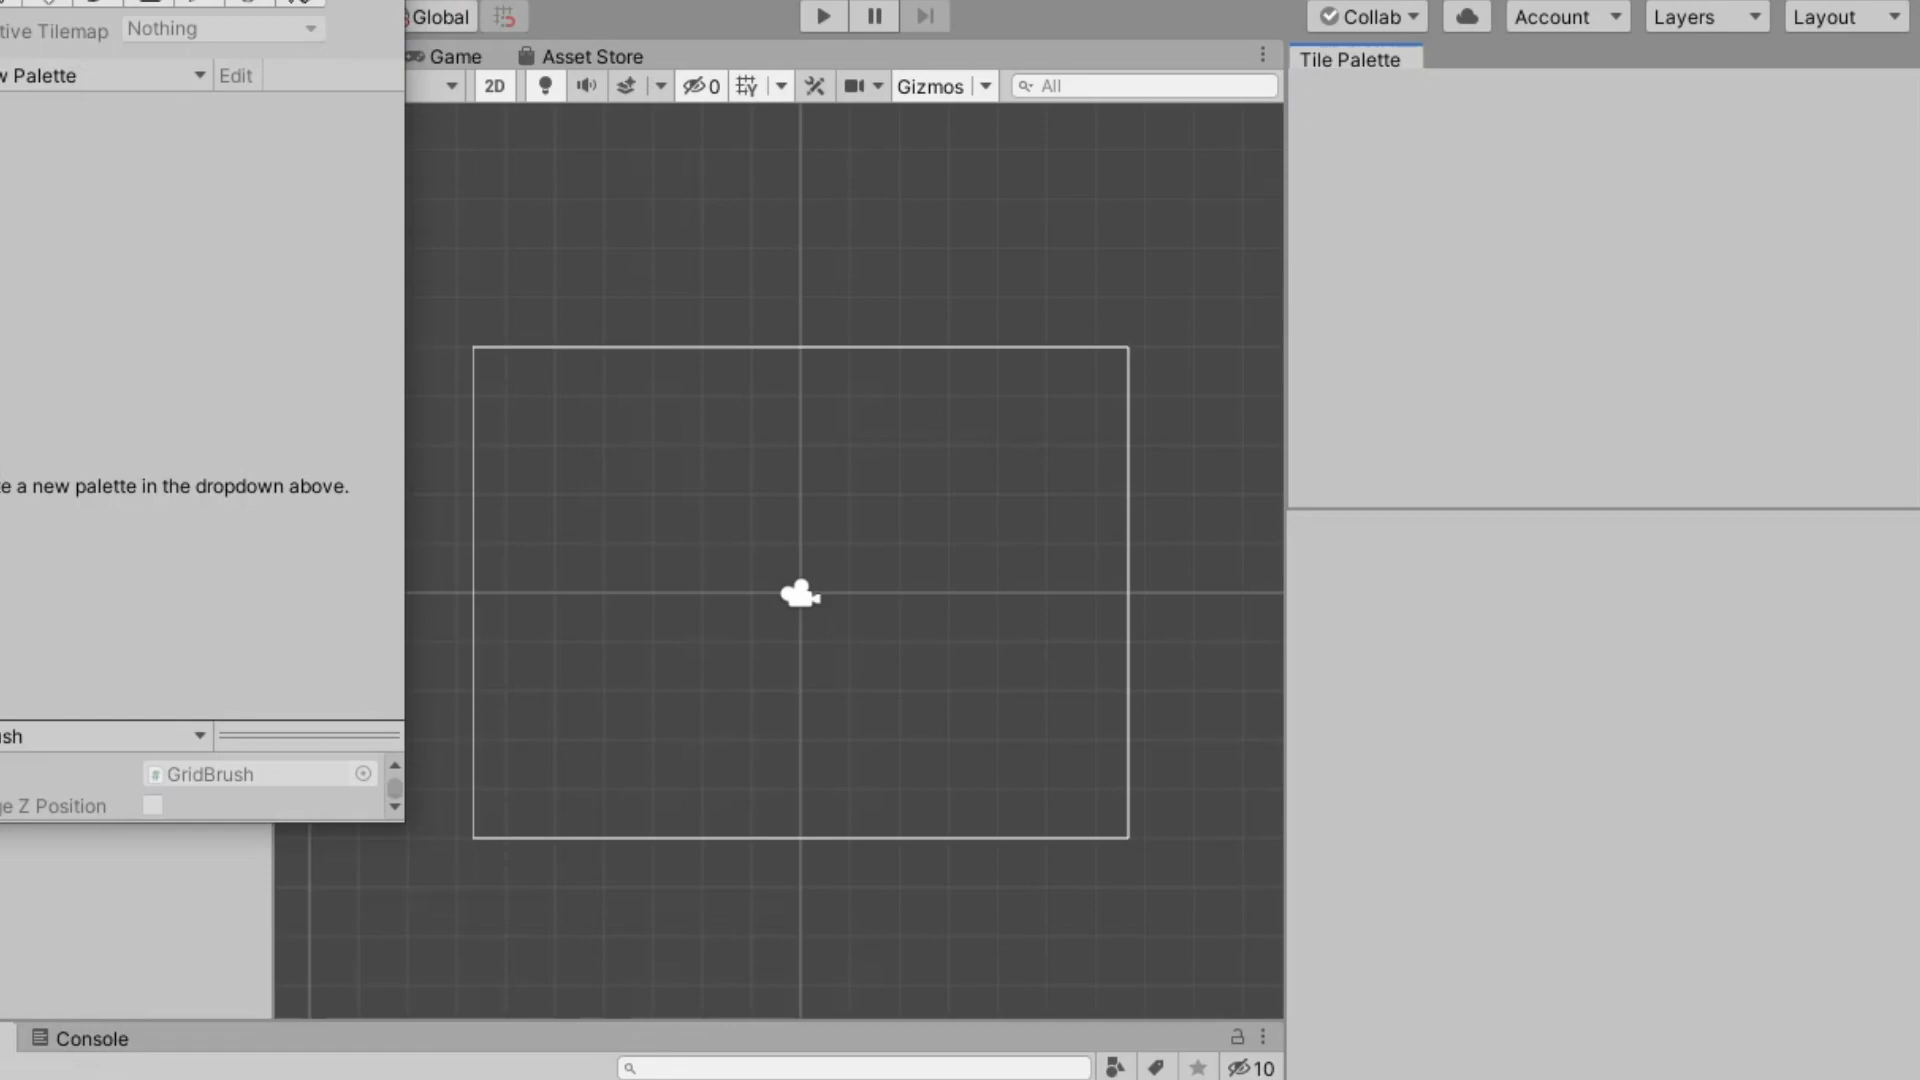 Global
Collab
Account
Layers
Layout
tive Tilemap
Nothing
Game
Asset Store
Tile Palette
w Palette
Edit
2D
0
Gizmos
All
e a new palette in the dropdown above.
sh
GridBrush
e Z Position
Console
10